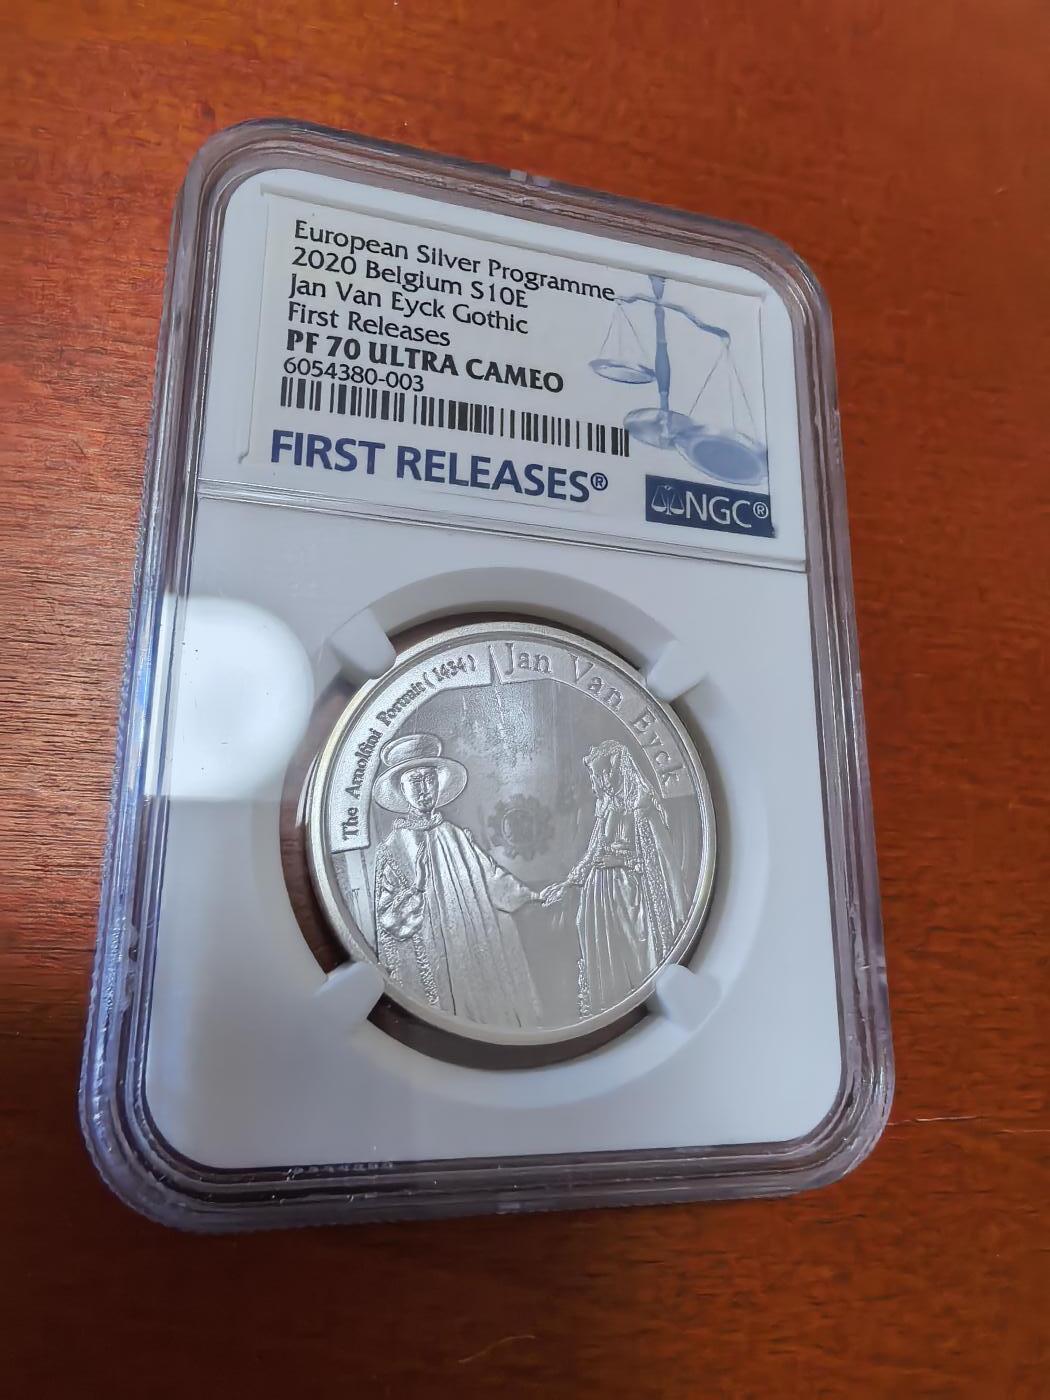 European Silver Programme
2020 Belgium S10E
Jan Van Eyck Gothic
First Releases
PF 70 ULTRA CAMEO
6054380-003
FIRST RELEASES®
NGC®
The Arnolfini Portrait (1434)
Jan Van Eyck